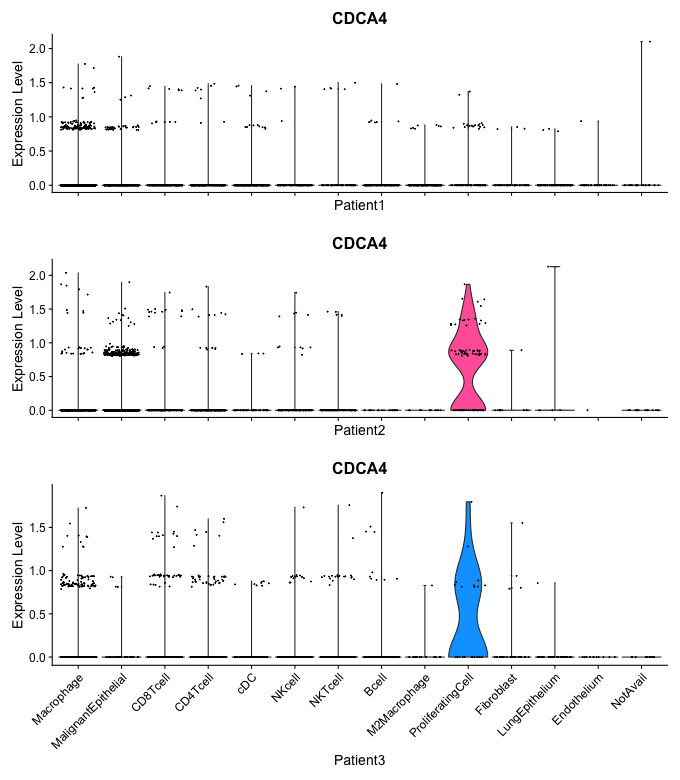 CDCA4
Expression Level
2.0
1.5
1.0
0.5
0.0
Patient1
CDCA4
Expression Level
2.0
1.5
1.0
0.5
0.0
Patient2
CDCA4
Expression Level
1.5
1.0
0.5
0.0
Macrophage
MalignantEpithelial
CD8Tcell
CD4Tcell
cDC
NKcell
NKTcell
Bcell
M2Macrophage
ProliferatingCell
Fibroblast
LungEpithelium
Endothelium
NotAvail
Patient3